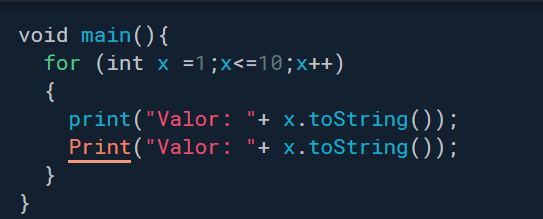 void main(){
for (int x =1;x<=10;x++)
{
print("Valor: "+ x.toString());
Print("Valor: "+ x.toString());
}
}